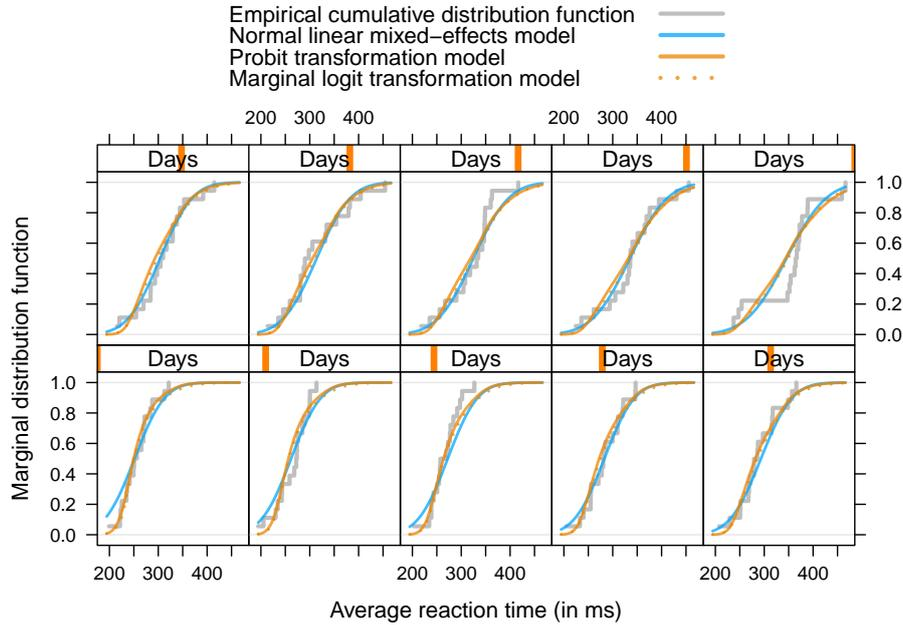 Empirical cumulative distribution function
Normal linear mixed−effects model
Probit transformation model
Marginal logit transformation model
200 300 400 200 300 400
Days Days Days Days Days
1.0
0.8
0.6
0.4
0.2
0.0
Days Days Days Days Days
1.0
0.8
0.6
0.4
0.2
0.0
200 300 400 200 300 400 200 300 400
Marginal distribution function
Average reaction time (in ms)